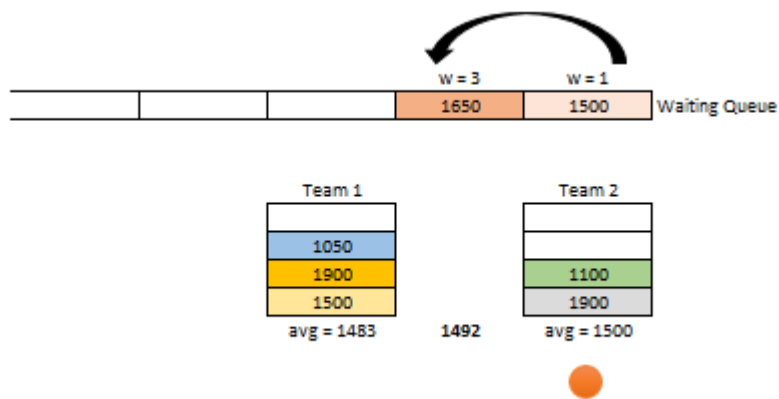 w = 3 w = 1
1650 1500 Waiting Queue
Team 1 Team 2
1050
1900 1100
1500 1900
avg = 1483 1492 avg = 1500